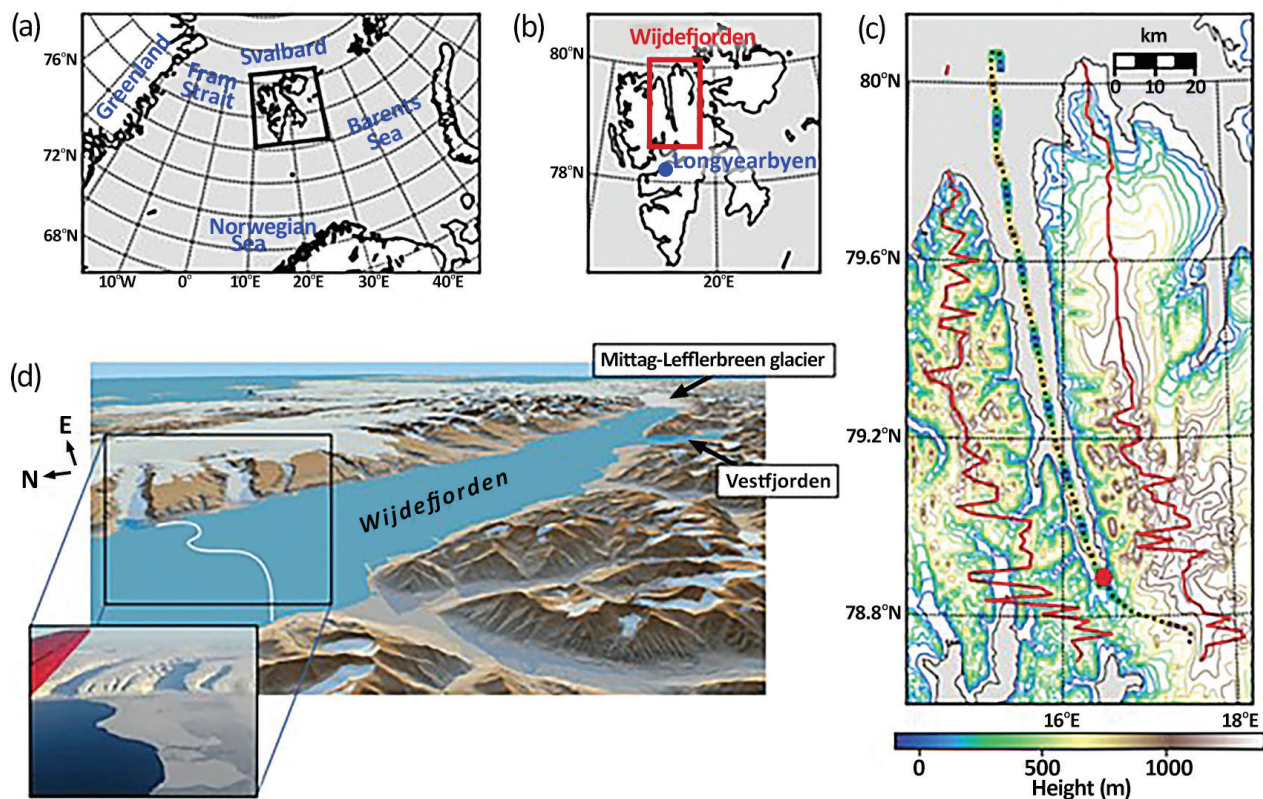 (a)
76°N
72°N
68°N
Greenland
Fram
Strait
Svalbard
Barents
Sea
Norwegian
Sea
10°W
0°
10°E
20°E
30°E
40°E
(b)
80°N
78°N
Wijdefjorden
Longyearbyen
20°E
(c)
km
0
10
20
80°N
79.6°N
79.2°N
78.8°N
16°E
18°E
0
500
1000
Height (m)
(d)
E
N
Mittag-Lefflerbreen glacier
Vestfjorden
Wijdefjorden